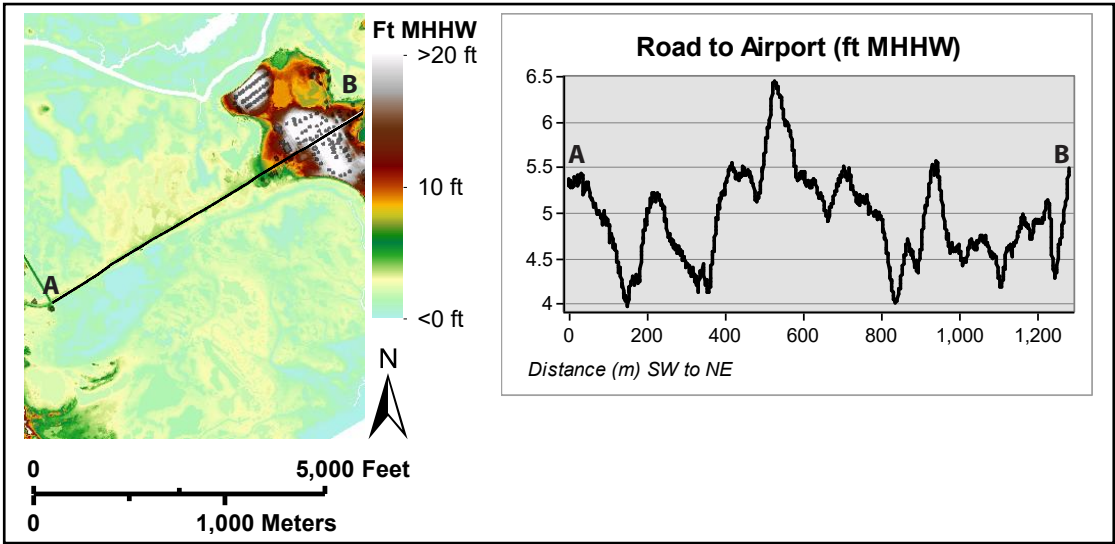 Ft MHHW
>20 ft
10 ft
<0 ft
A
B
N
0 5,000 Feet
0 1,000 Meters
Road to Airport (ft MHHW)
6.5
6
5.5
5
4.5
4
A
B
0 200 400 600 800 1,000 1,200
Distance (m) SW to NE